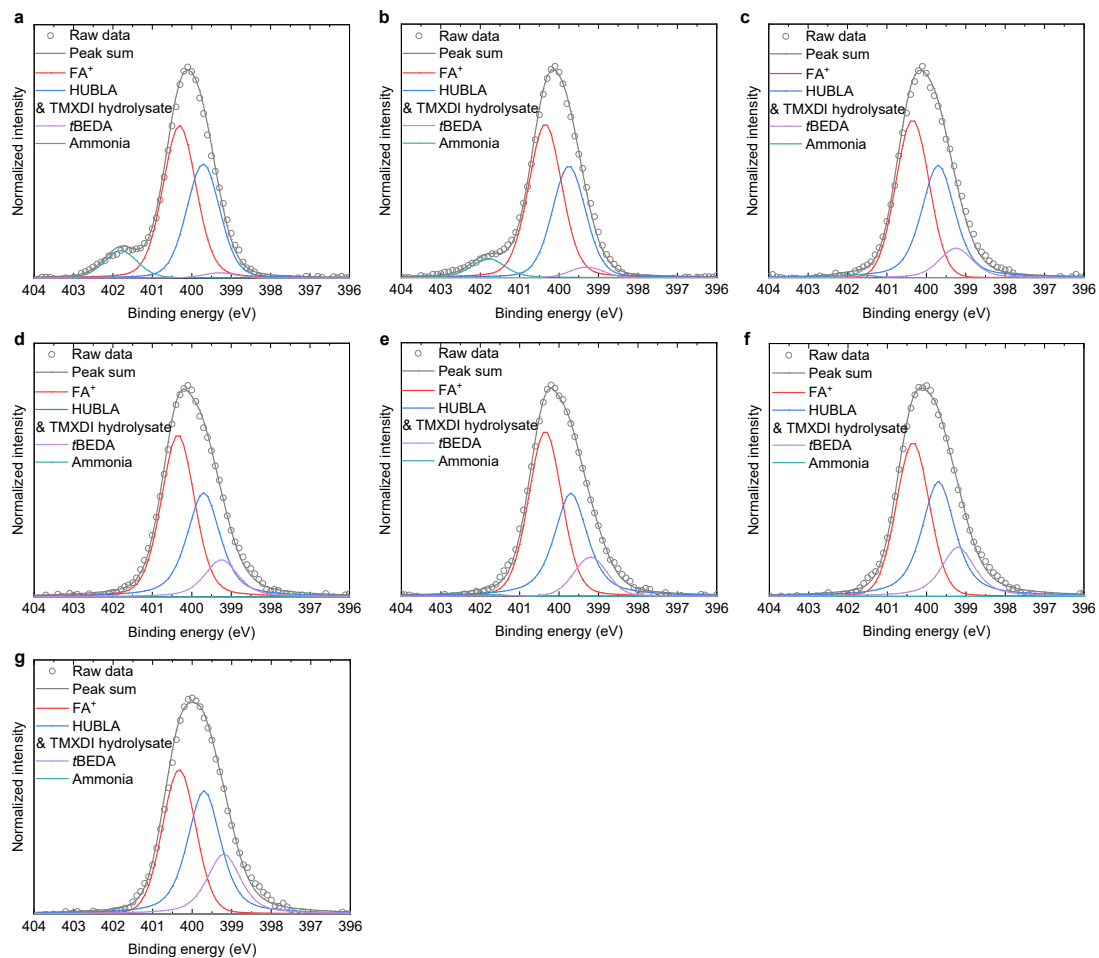 a
Raw data
Peak sum
FA⁺
HUBLA
& TMXDI hydrolysate
tBEDA
Ammonia
Normalized intensity
404 403 402 401 400 399 398 397 396
Binding energy (eV)
b
Raw data
Peak sum
FA⁺
HUBLA
& TMXDI hydrolysate
tBEDA
Ammonia
Normalized intensity
404 403 402 401 400 399 398 397 396
Binding energy (eV)
c
Raw data
Peak sum
FA⁺
HUBLA
& TMXDI hydrolysate
tBEDA
Ammonia
Normalized intensity
404 403 402 401 400 399 398 397 396
Binding energy (eV)
d
Raw data
Peak sum
FA⁺
HUBLA
& TMXDI hydrolysate
tBEDA
Ammonia
Normalized intensity
404 403 402 401 400 399 398 397 396
Binding energy (eV)
e
Raw data
Peak sum
FA⁺
HUBLA
& TMXDI hydrolysate
tBEDA
Ammonia
Normalized intensity
404 403 402 401 400 399 398 397 396
Binding energy (eV)
f
Raw data
Peak sum
FA⁺
HUBLA
& TMXDI hydrolysate
tBEDA
Ammonia
Normalized intensity
404 403 402 401 400 399 398 397 396
Binding energy (eV)
g
Raw data
Peak sum
FA⁺
HUBLA
& TMXDI hydrolysate
tBEDA
Ammonia
Normalized intensity
404 403 402 401 400 399 398 397 396
Binding energy (eV)